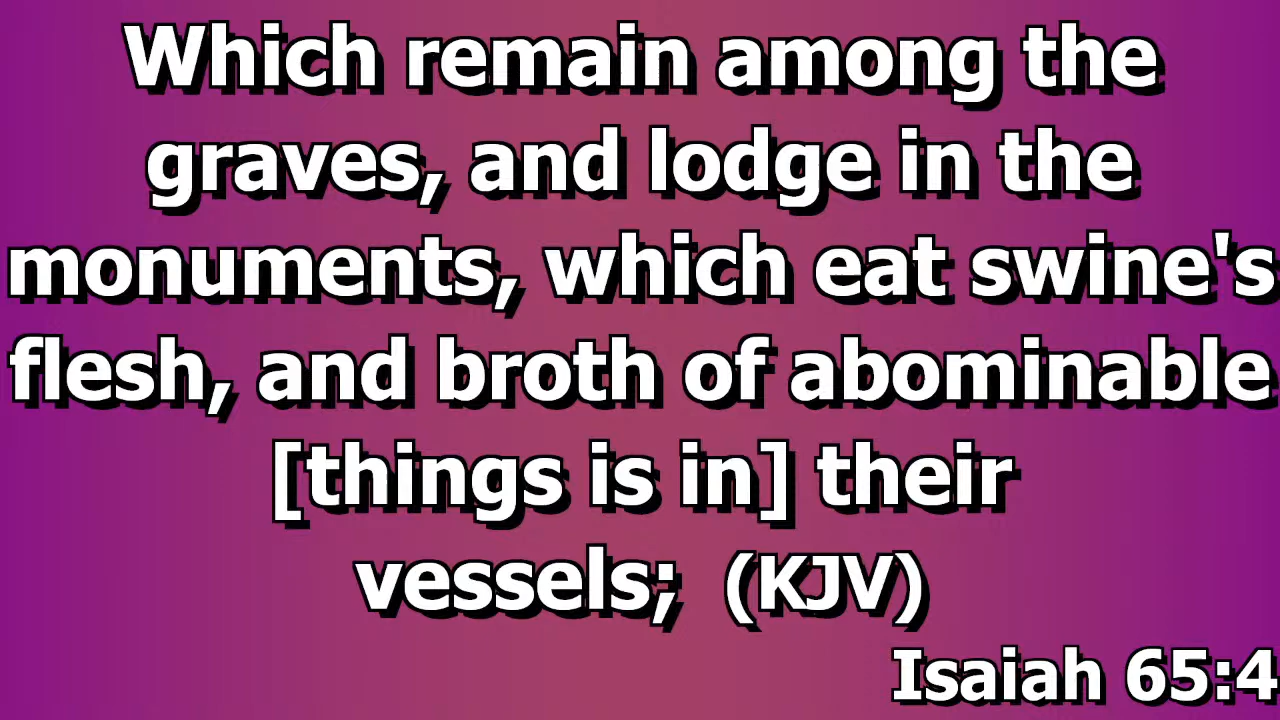 Which remain among the
graves, and lodge in the
monuments, which eat swine's
flesh, and broth of abominable
[things is in] their
vessels;  (KJV)
Isaiah 65:4